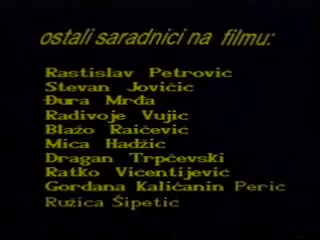 ostali saradnici na filmu:
Rastislav Petrovic
Stevan Jovičić
Đura Mrđa
Radivoje Vujic
Blažo Raičevic
Mica Hadžic
Dragan Trpčevski
Ratko Vicentijevic
Gordana Kaličanin Peric
Ružica Šipetic